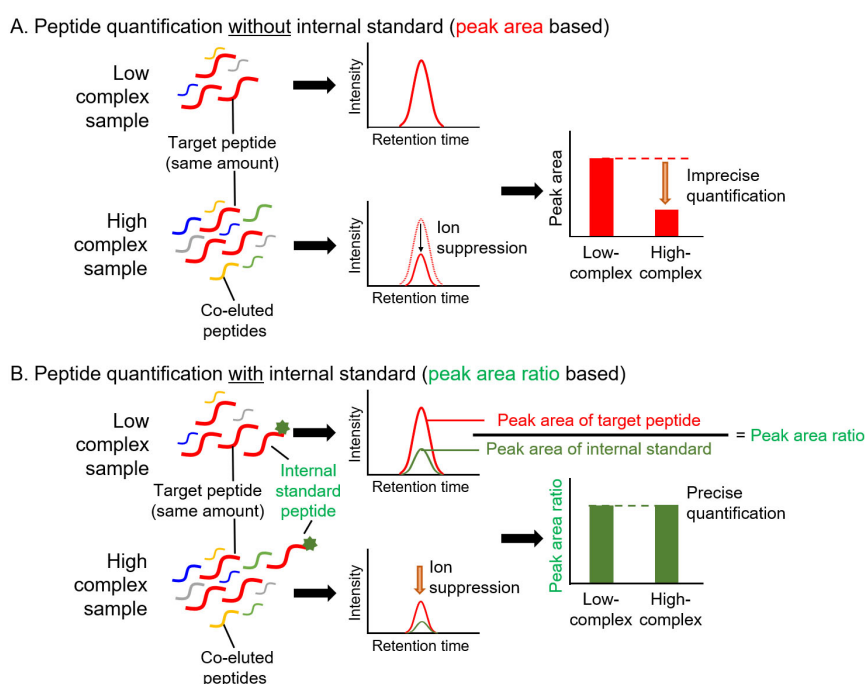 A. Peptide quantification without internal standard (peak area based)
Low
complex
sample
Target peptide
(same amount)
High
complex
sample
Co-eluted
peptides
Intensity
Retention time
Intensity
Ion
suppression
Retention time
Peak area
Imprecise
quantification
Low-
complex
High-
complex
B. Peptide quantification with internal standard (peak area ratio based)
Low
complex
sample
Target peptide
(same amount)
Internal
standard
peptide
High
complex
sample
Co-eluted
peptides
Intensity
Retention time
Peak area of target peptide
Peak area of internal standard
= Peak area ratio
Intensity
Ion
suppression
Retention time
Peak area ratio
Precise
quantification
Low-
complex
High-
complex